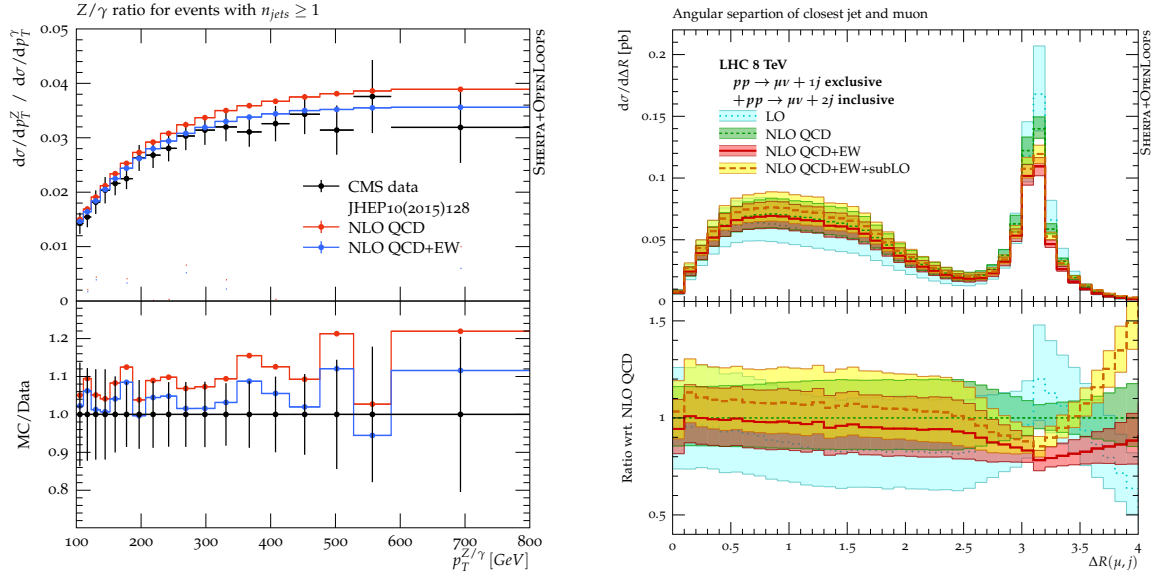 Z/γ ratio for events with n_jets ≥ 1
dσ/dp_T^Z / dσ/dp_T^γ
SHERPA+OPENLOOPS
0.05
0.04
0.03
0.02
0.01
0
CMS data
JHEP10(2015)128
NLO QCD
NLO QCD+EW
MC/Data
1.2
1.1
1.0
0.9
0.8
100 200 300 400 500 600 700 800
p_T^{Z/γ} [GeV]
Angular separtion of closest jet and muon
dσ/dΔR [pb]
SHERPA+OPENLOOPS
0.2
0.15
0.1
0.05
0
LHC 8 TeV
pp → μν + 1j exclusive
+pp → μν + 2j inclusive
LO
NLO QCD
NLO QCD+EW
NLO QCD+EW+subLO
Ratio wrt. NLO QCD
1.5
1
0.5
0 0.5 1 1.5 2 2.5 3 3.5 4
ΔR(μ, j)